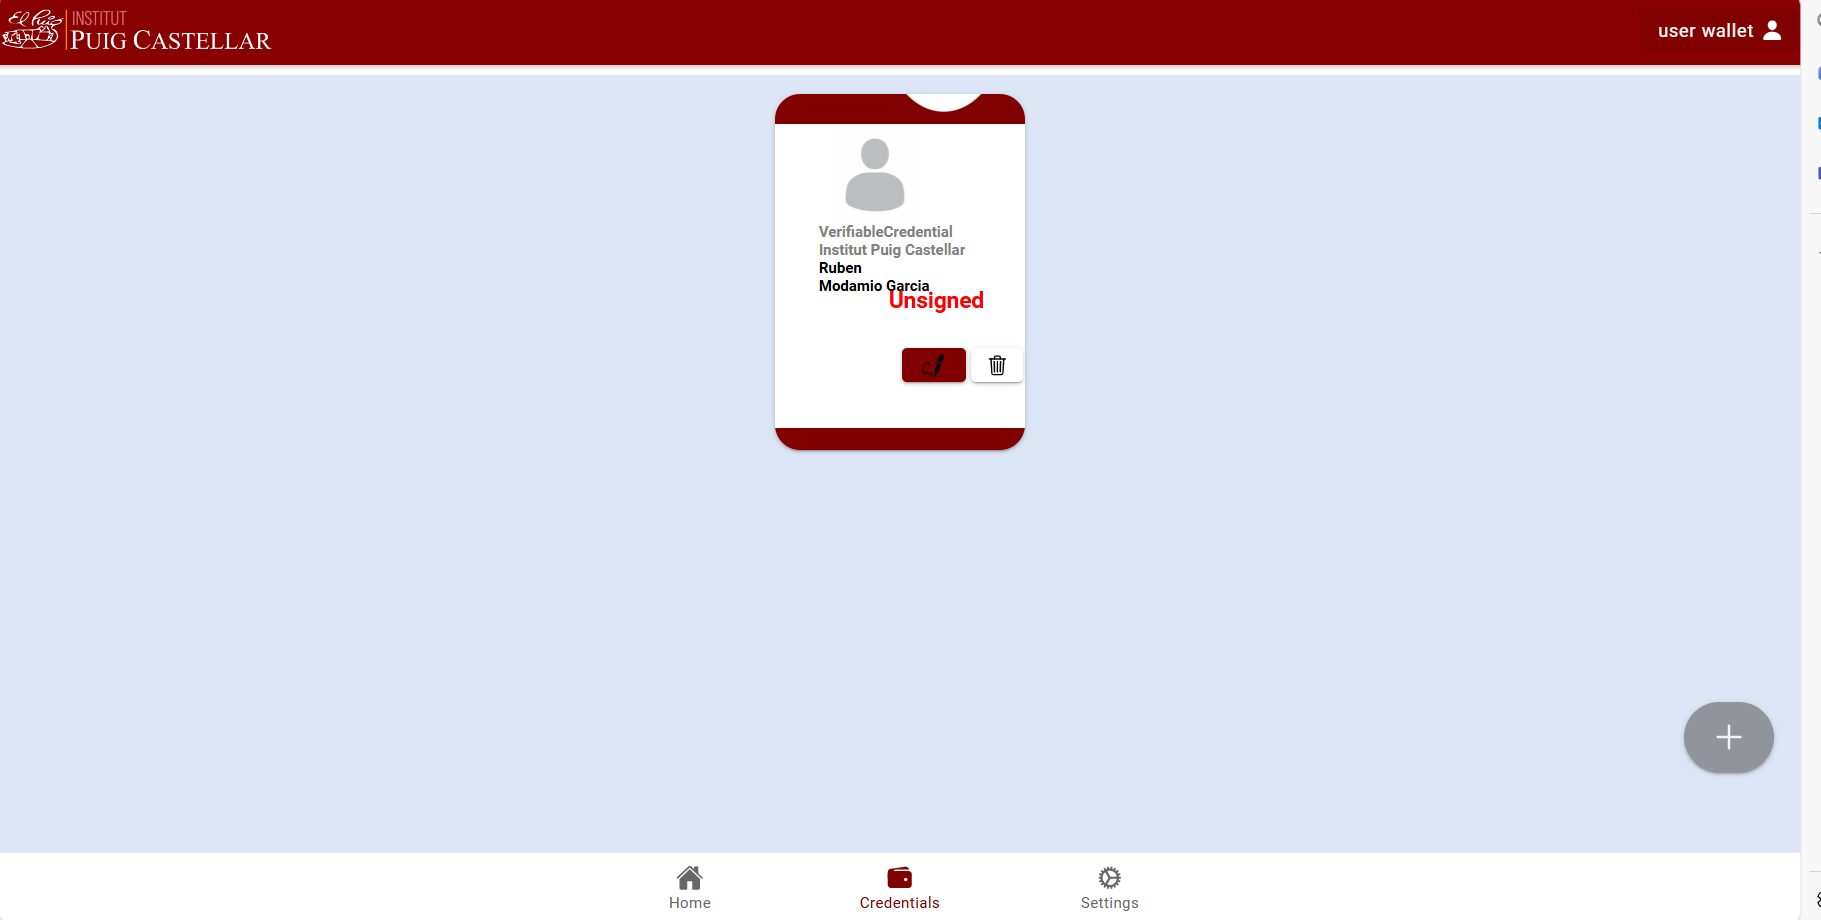 El Puig
INSTITUT
PUIG CASTELLAR
user wallet
VerifiableCredential
Institut Puig Castellar
Ruben
Modamio Garcia
Unsigned
Home
Credentials
Settings